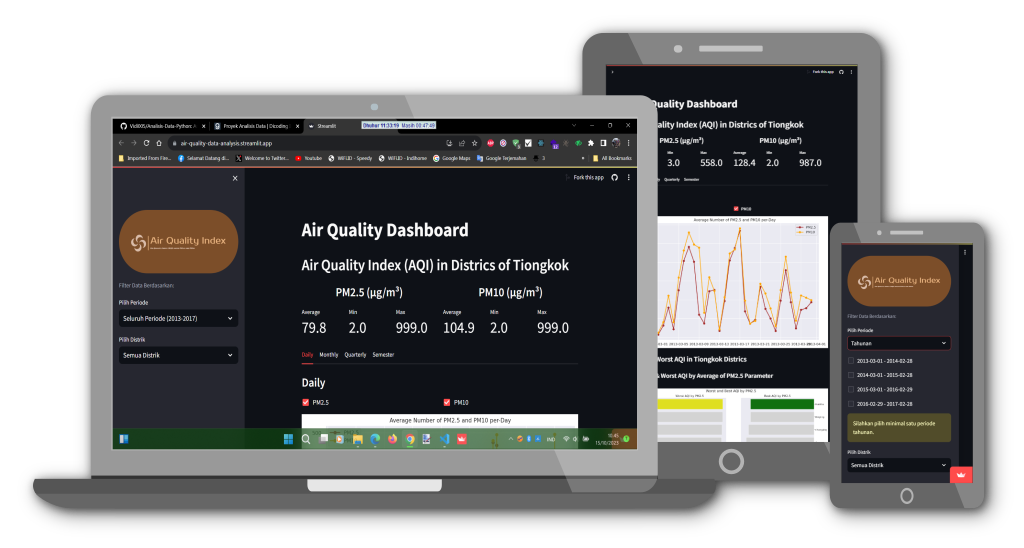 VldI005/Analisis-Data-Python: A
Proyek Analisis Data | Dicoding
Streamlit
Dhuhur 11:33:19 Masih 00:47:49
air-quality-data-analysis.streamlit.app
Imported From Fire...
Selamat Datang di...
Welcome to Twitter...
Youtube
WIFI.ID - Speedy
WIFI.ID - Indihome
Google Maps
Google Terjemahan
All Bookmarks
Fork this app
Air Quality Index
Filter Data Berdasarkan:
Pilih Periode
Seluruh Periode (2013-2017)
Pilih Distrik
Semua Distrik
Air Quality Dashboard
Air Quality Index (AQI) in Districs of Tiongkok
PM2.5 (µg/m³) PM10 (µg/m³)
Average Min Max Average Min Max
79.8 2.0 999.0 104.9 2.0 999.0
Daily Monthly Quarterly Semester
Daily
PM2.5 PM10
Average Number of PM2.5 and PM10 per-Day
10:45
15/10/2023
Fork this app
Quality Dashboard
ality Index (AQI) in Districs of Tiongkok
PM2.5 (µg/m³) PM10 (µg/m³)
Min Max Average Min Max
3.0 558.0 128.4 2.0 987.0
Quarterly Semester
PM10
Average Number of PM2.5 and PM10 per-Day
PM2.5
PM10
Worst AQI in Tiongkok Districs
Worst AQI by Average of PM2.5 Parameter
Worst and Best AQI by PM2.5
Worst AQI by PM2.5 Best AQI by PM2.5
Air Quality Index
Filter Data Berdasarkan:
Pilih Periode
Tahunan
2013-03-01 - 2014-02-28
2014-03-01 - 2015-02-28
2015-03-01 - 2016-02-29
2016-02-29 - 2017-02-28
Silahkan pilih minimal satu periode
tahunan.
Pilih Distrik
Semua Distrik